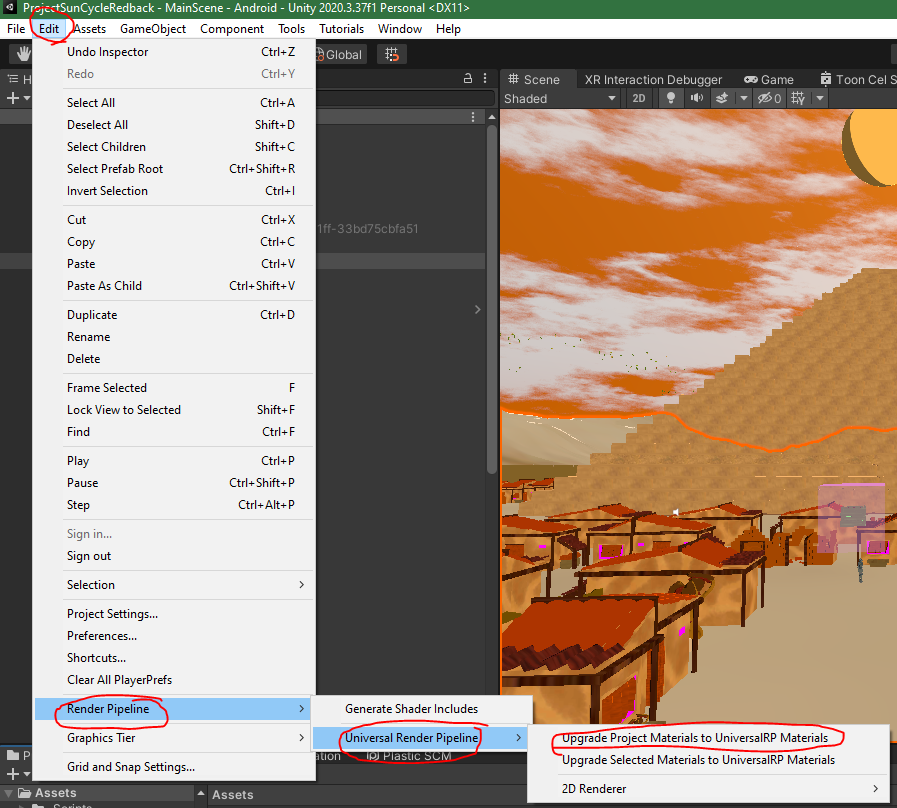 ProjectSunCycleRedback - MainScene - Android - Unity 2020.3.37f1 Personal <DX11>
File Edit Assets GameObject Component Tools Tutorials Window Help
Undo Inspector Ctrl+Z
Redo Ctrl+Y
Select All Ctrl+A
Deselect All Shift+D
Select Children Shift+C
Select Prefab Root Ctrl+Shift+R
Invert Selection Ctrl+I
Cut Ctrl+X
Copy Ctrl+C
Paste Ctrl+V
Paste As Child Ctrl+Shift+V
Duplicate Ctrl+D
Rename
Delete
Frame Selected F
Lock View to Selected Shift+F
Find Ctrl+F
Play Ctrl+P
Pause Ctrl+Shift+P
Step Ctrl+Alt+P
Sign in...
Sign out
Selection
Project Settings...
Preferences...
Shortcuts...
Clear All PlayerPrefs
Render Pipeline
Graphics Tier
Grid and Snap Settings...
Generate Shader Includes
Universal Render Pipeline
Upgrade Project Materials to UniversalRP Materials
Upgrade Selected Materials to UniversalRP Materials
2D Renderer
Global
H
Scene XR Interaction Debugger Game Toon Cel S
Shaded 2D 0
1ff-33bd75cbfa51
P ation Plastic SCM
Assets Assets
Scripts